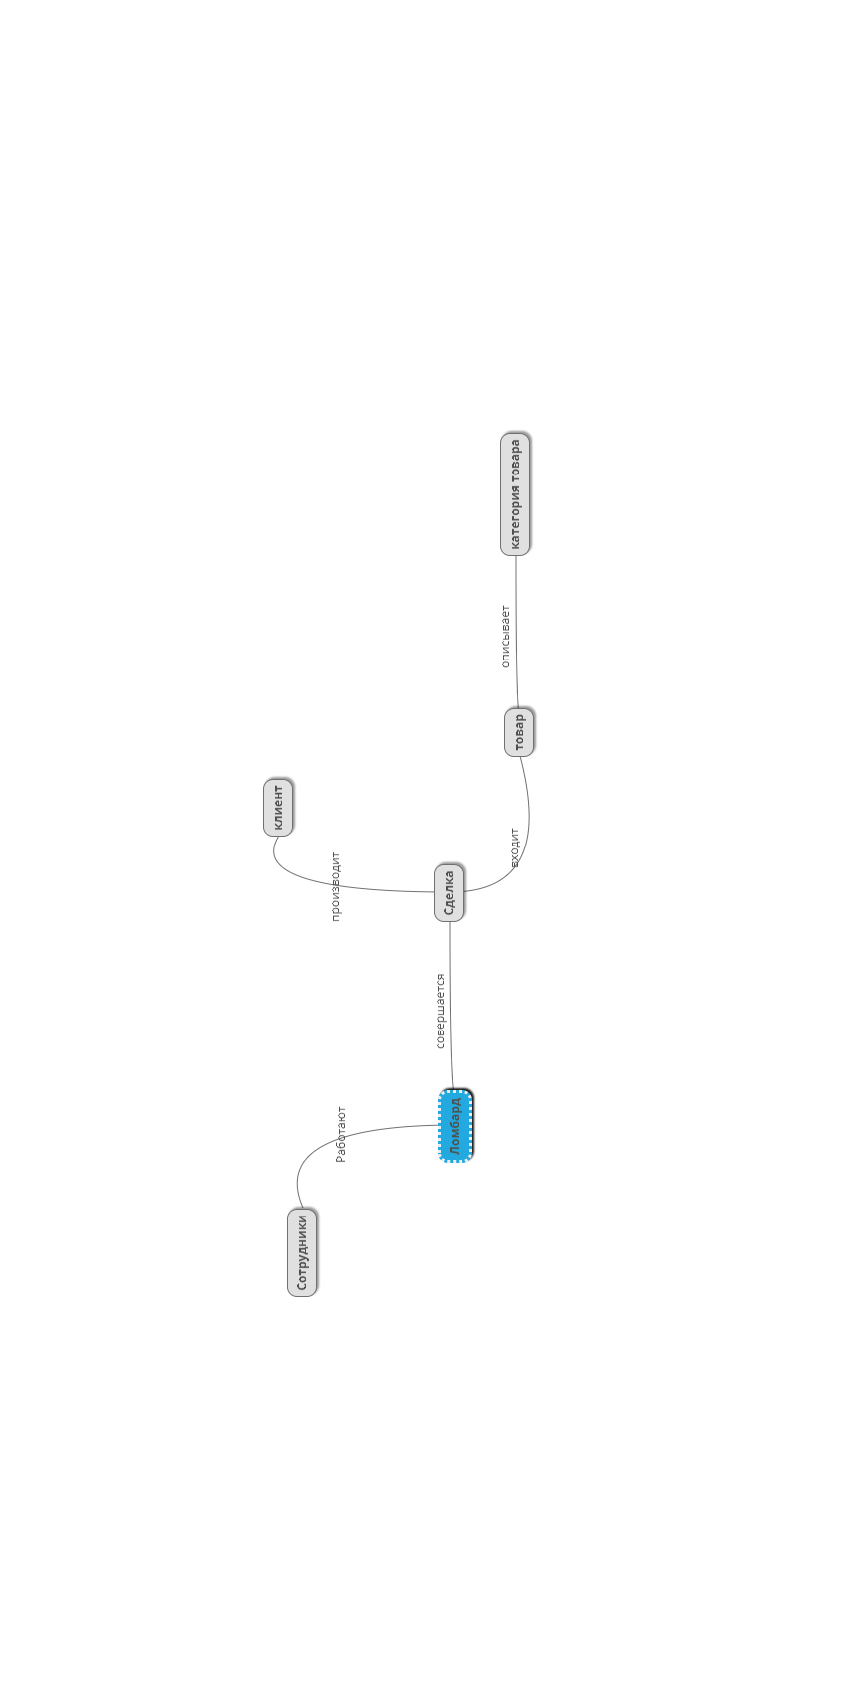 Сотрудники
Работают
Ломбард
совершается
Сделка
производит
клиент
входит
товар
описывает
категория товара